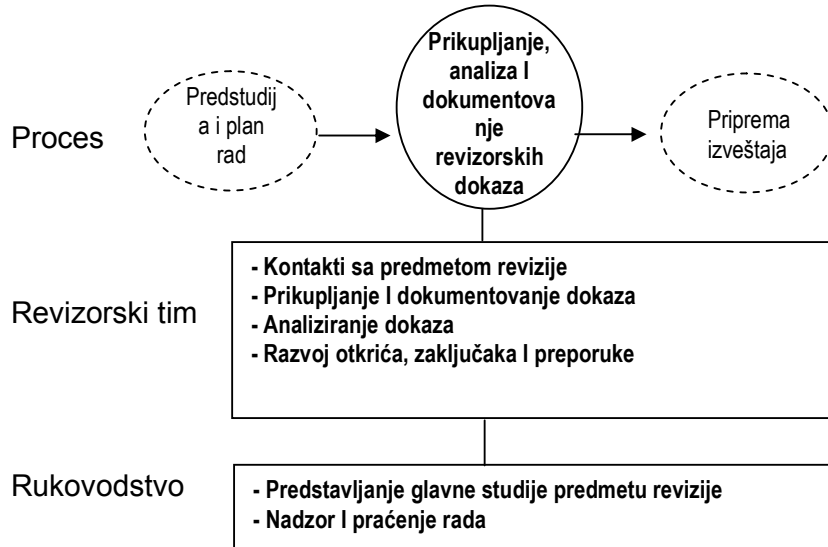 Proces
Predstudij
a i plan
rad
Prikupljanje,
analiza I
dokumentova
nje
revizorskih
dokaza
Priprema
izveštaja
Revizorski tim
- Kontakti sa predmetom revizije
- Prikupljanje I dokumentovanje dokaza
- Analiziranje dokaza
- Razvoj otkrića, zaključaka I preporuke
Rukovodstvo
- Predstavljanje glavne studije predmetu revizije
- Nadzor I praćenje rada